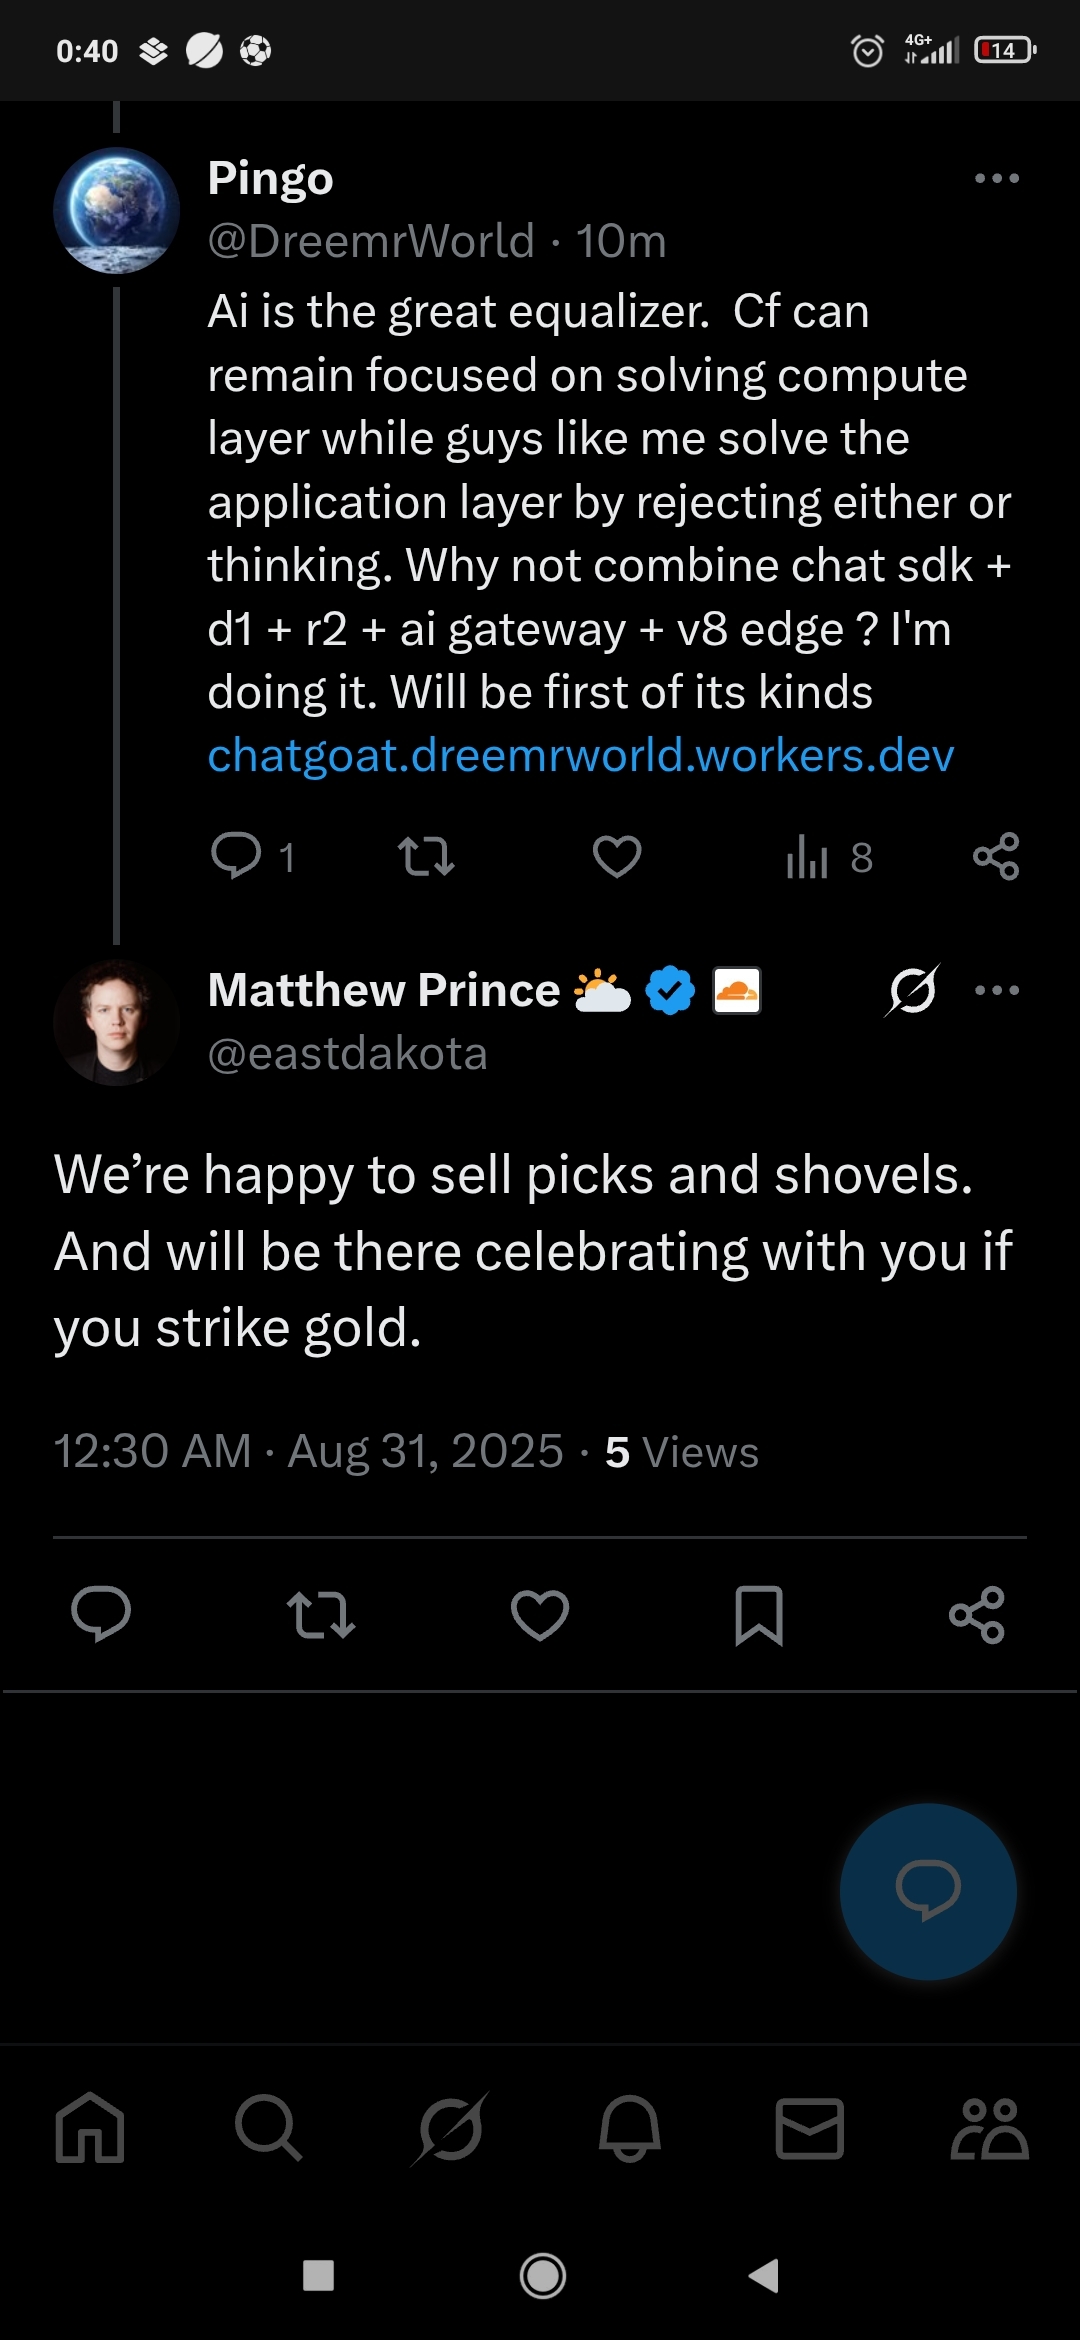 0:40
4G+
14
Pingo
@DreemrWorld · 10m
Ai is the great equalizer.  Cf can
remain focused on solving compute
layer while guys like me solve the
application layer by rejecting either or
thinking. Why not combine chat sdk +
d1 + r2 + ai gateway + v8 edge ? I'm
doing it. Will be first of its kinds
chatgoat.dreemrworld.workers.dev
1
8
Matthew Prince
@eastdakota
We’re happy to sell picks and shovels.
And will be there celebrating with you if
you strike gold.
12:30 AM · Aug 31, 2025 · 5 Views